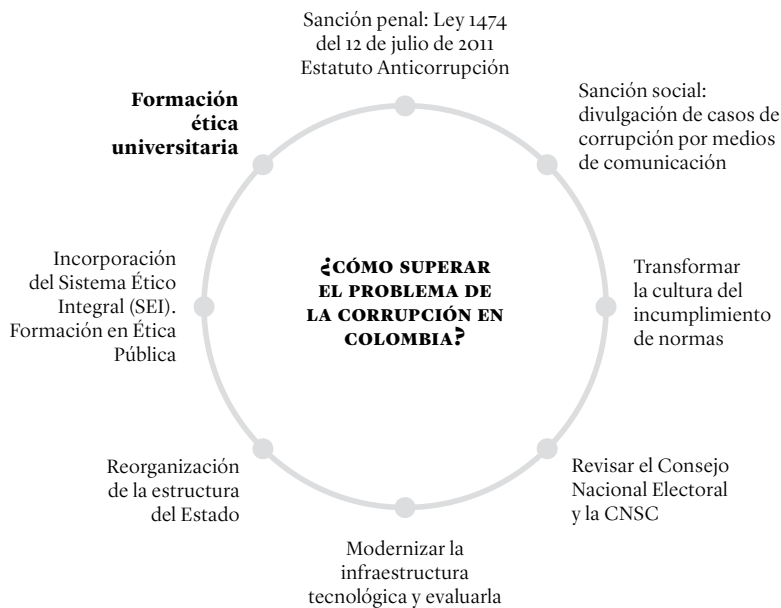 Sanción penal: Ley 1474
del 12 de julio de 2011
Estatuto Anticorrupción
Sanción social:
divulgación de casos de
corrupción por medios
de comunicación
Transformar
la cultura del
incumplimiento
de normas
Revisar el Consejo
Nacional Electoral
y la CNSC
Modernizar la
infraestructura
tecnológica y evaluarla
Reorganización
de la estructura
del Estado
Incorporación
del Sistema Ético
Integral (SEI).
Formación en Ética
Pública
Formación
ética
universitaria
¿CÓMO SUPERAR
EL PROBLEMA DE
LA CORRUPCIÓN EN
COLOMBIA?